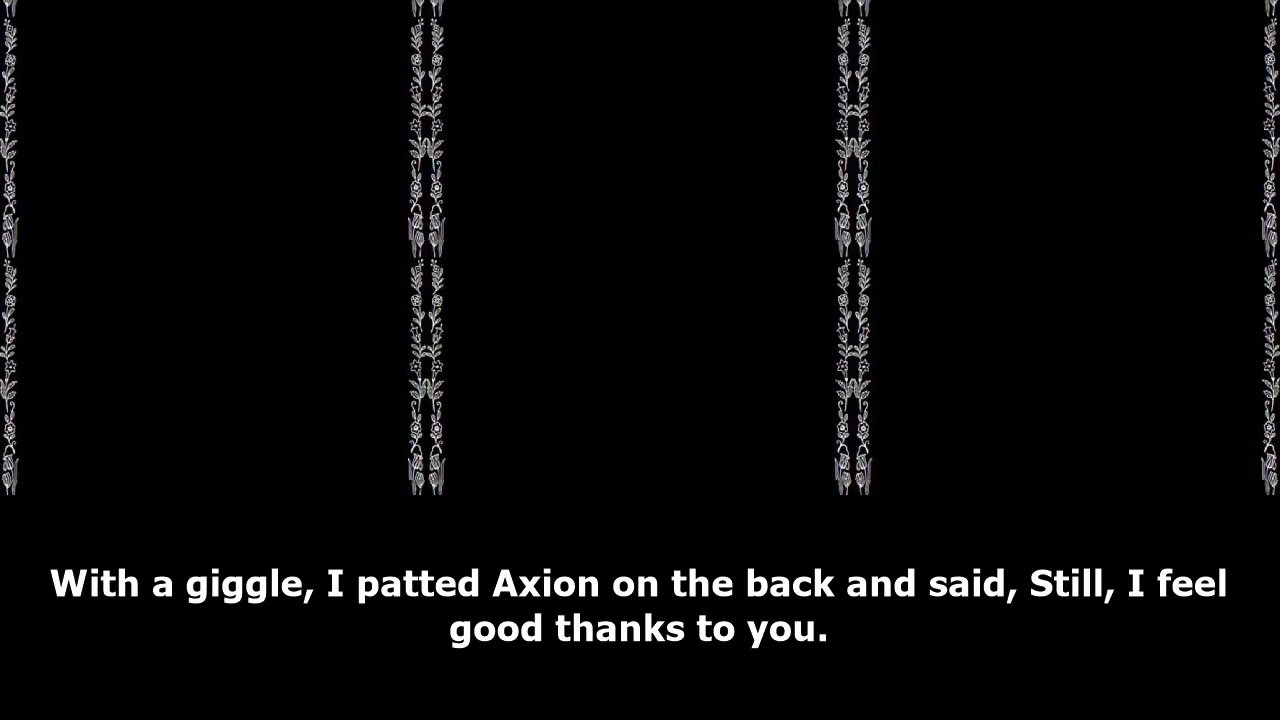 With a giggle, I patted Axion on the back and said, Still, I feel
good thanks to you.